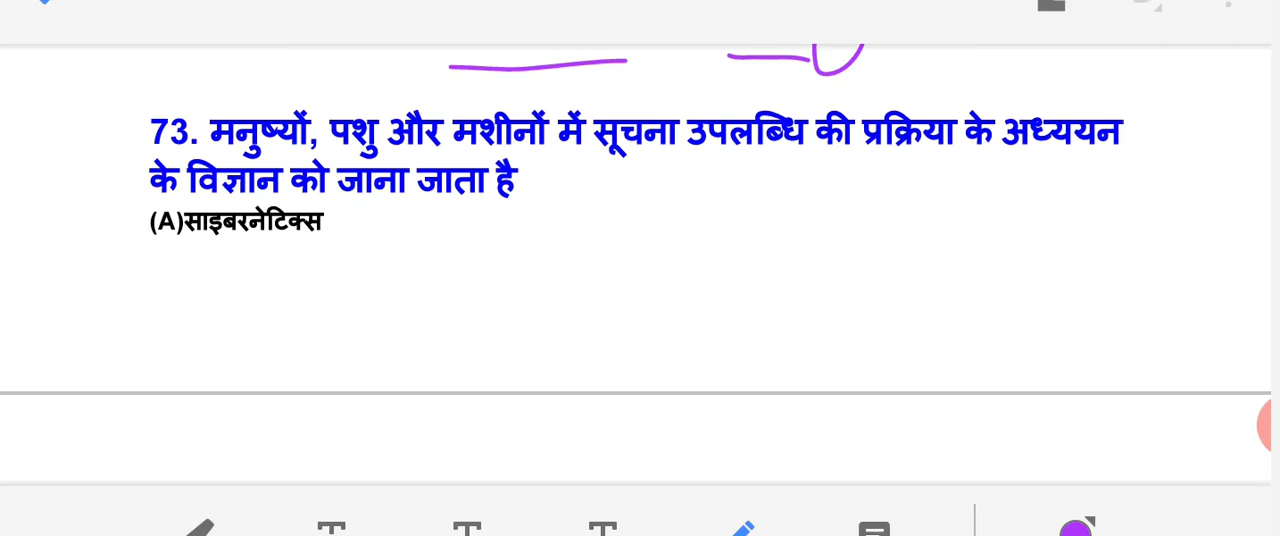 73. मनुष्यों, पशु और मशीनों में सूचना उपलब्धि की प्रक्रिया के अध्ययन
के विज्ञान को जाना जाता है
(A)साइबरनेटिक्स